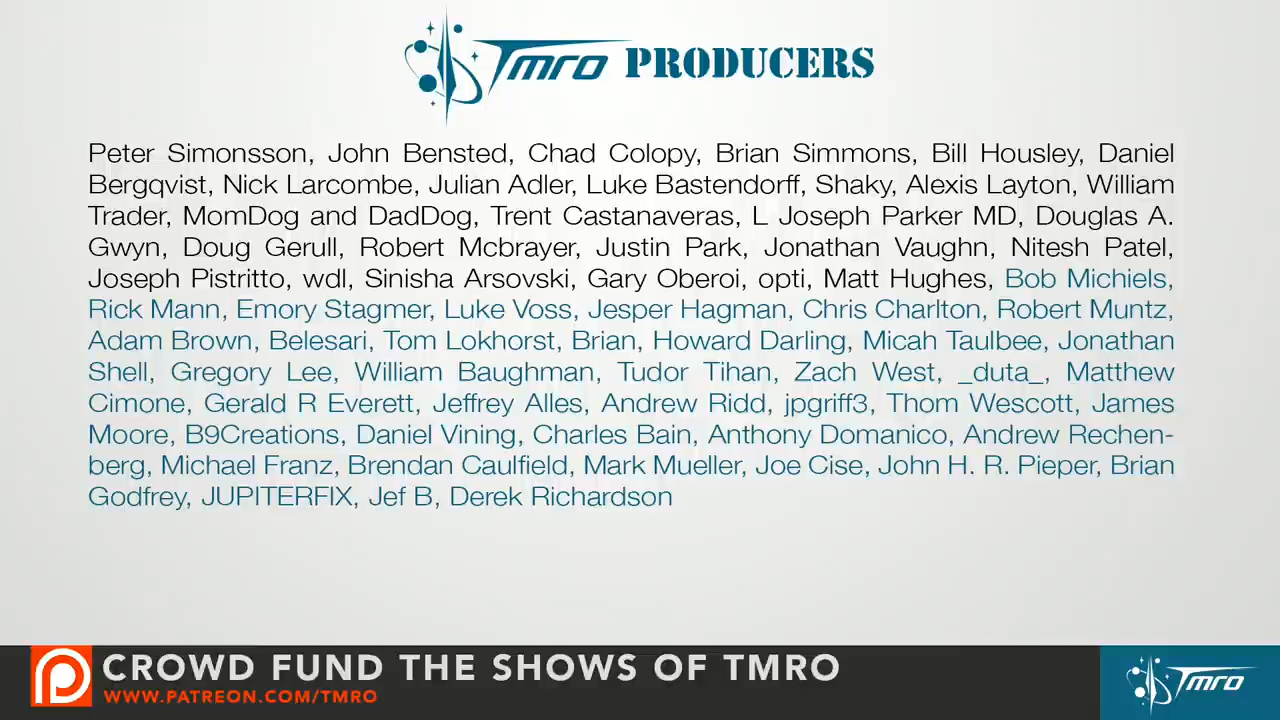 TMRO PRODUCERS
Peter Simonsson, John Bensted, Chad Colopy, Brian Simmons, Bill Housley, Daniel
Bergqvist, Nick Larcombe, Julian Adler, Luke Bastendorff, Shaky, Alexis Layton, William
Trader, MomDog and DadDog, Trent Castanaveras, L Joseph Parker MD, Douglas A.
Gwyn, Doug Gerull, Robert Mcbrayer, Justin Park, Jonathan Vaughn, Nitesh Patel,
Joseph Pistritto, wdl, Sinisha Arsovski, Gary Oberoi, opti, Matt Hughes, Bob Michiels,
Rick Mann, Emory Stagmer, Luke Voss, Jesper Hagman, Chris Charlton, Robert Muntz,
Adam Brown, Belesari, Tom Lokhorst, Brian, Howard Darling, Micah Taulbee, Jonathan
Shell, Gregory Lee, William Baughman, Tudor Tihan, Zach West, _duta_, Matthew
Cimone, Gerald R Everett, Jeffrey Alles, Andrew Ridd, jpgriff3, Thom Wescott, James
Moore, B9Creations, Daniel Vining, Charles Bain, Anthony Domanico, Andrew Rechen-
berg, Michael Franz, Brendan Caulfield, Mark Mueller, Joe Cise, John H. R. Pieper, Brian
Godfrey, JUPITERFIX, Jef B, Derek Richardson
CROWD FUND THE SHOWS OF TMRO
WWW.PATREON.COM/TMRO
TMRO